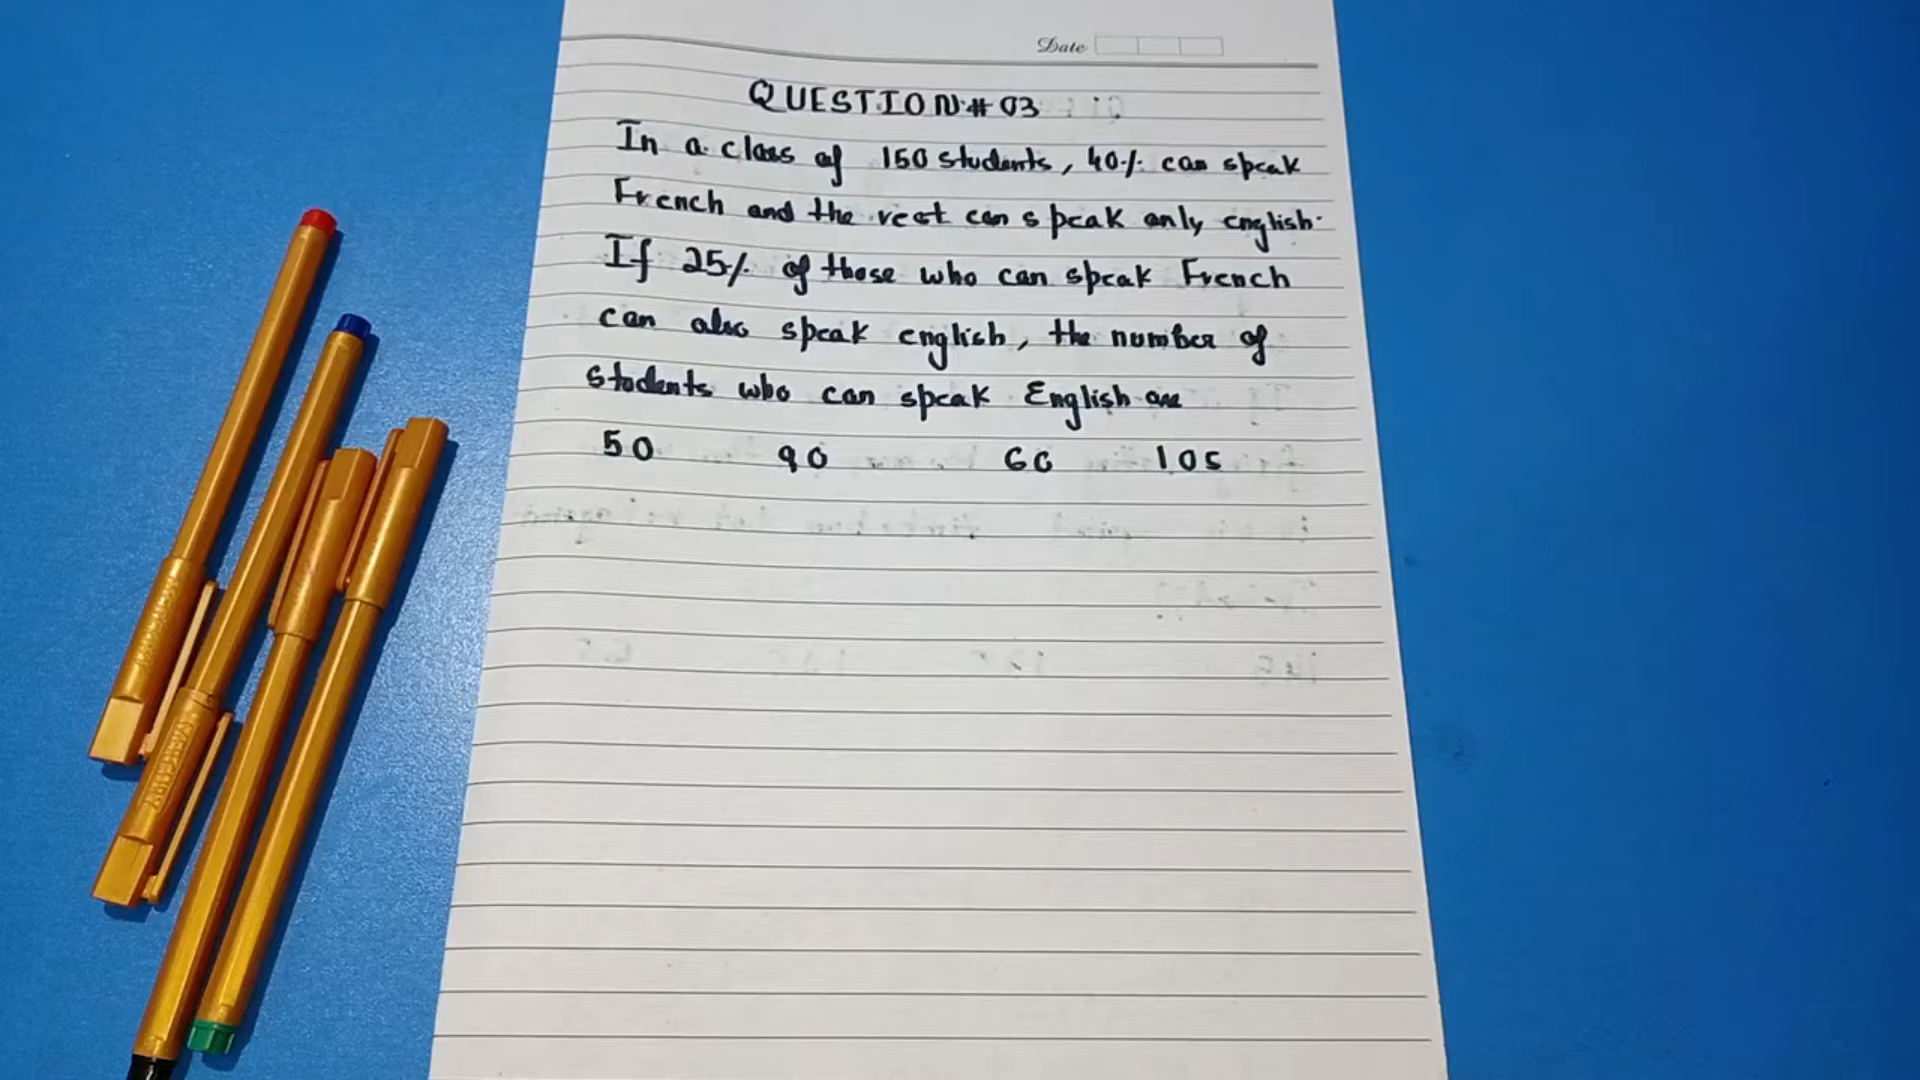 Date
QUESTION # 03
In a class of 150 students, 40% can speak
French and the rest can speak only english.
If 25% of those who can speak French
can also speak english, the number of
students who can speak English are
50 90 60 105